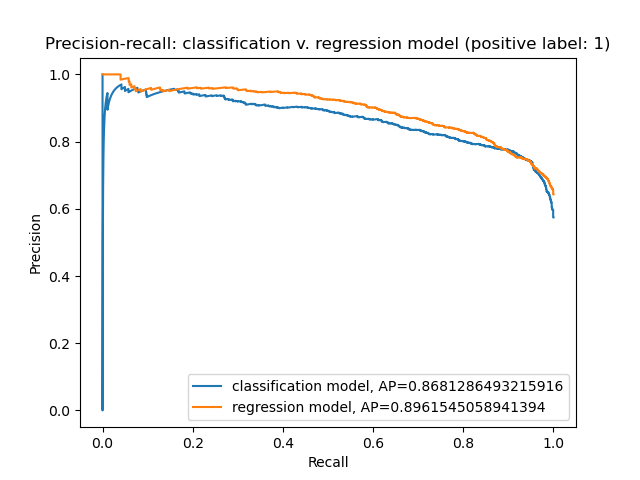 Precision-recall: classification v. regression model (positive label: 1)
Precision
1.0
0.8
0.6
0.4
0.2
0.0
classification model, AP=0.8681286493215916
regression model, AP=0.8961545058941394
0.0 0.2 0.4 0.6 0.8 1.0
Recall